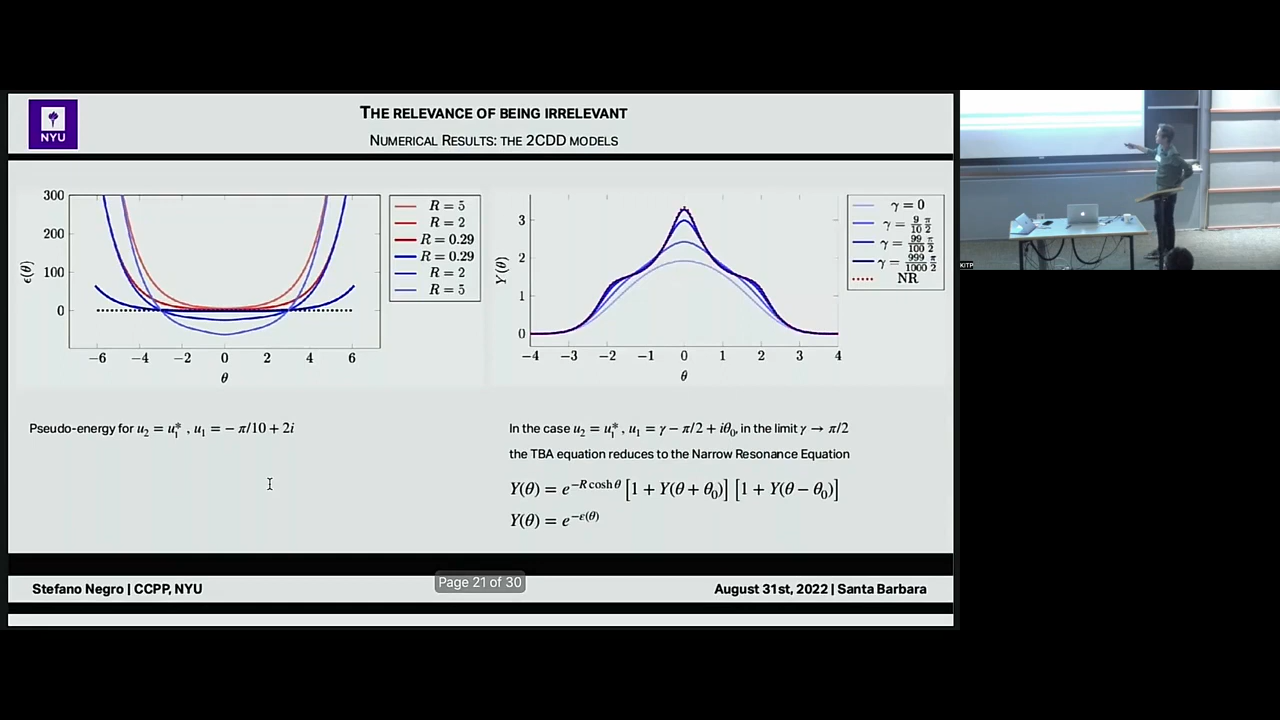 THE RELEVANCE OF BEING IRRELEVANT
NUMERICAL RESULTS: THE 2CDD MODELS
NYU
300
200
100
0
ϵ(θ)
−6 −4 −2 0 2 4 6
θ
R = 5
R = 2
R = 0.29
R = 0.29
R = 2
R = 5
3
2
1
0
Y(θ)
−4 −3 −2 −1 0 1 2 3 4
θ
γ = 0
γ = 9/10 π/2
γ = 99/100 π/2
γ = 999/1000 π/2
NR
Pseudo-energy for u₂ = u₁* , u₁ = − π/10 + 2i
In the case u₂ = u₁* , u₁ = γ − π/2 + iθ₀, in the limit γ → π/2
the TBA equation reduces to the Narrow Resonance Equation
Y(θ) = e^{−R cosh θ} [1 + Y(θ + θ₀)] [1 + Y(θ − θ₀)]
Y(θ) = e^{−ε(θ)}
Page 21 of 30
Stefano Negro | CCPP, NYU
August 31st, 2022 | Santa Barbara
KITP